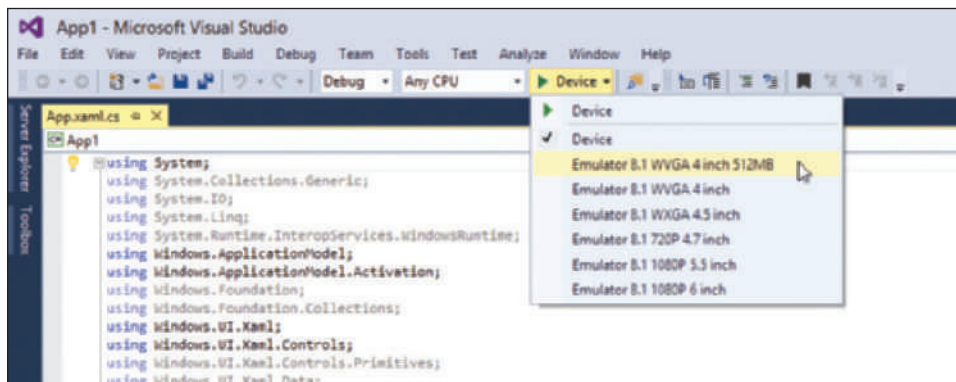 App1 - Microsoft Visual Studio
File Edit View Project Build Debug Team Tools Test Analyze Window Help
Debug Any CPU Device
App.xaml.cs
App1
Server Explorer
Toolbox
Device
Device
Emulator 8.1 WVGA 4 inch 512MB
Emulator 8.1 WVGA 4 inch
Emulator 8.1 WXGA 4.5 inch
Emulator 8.1 720P 4.7 inch
Emulator 8.1 1080P 5.5 inch
Emulator 8.1 1080P 6 inch
using System;
using System.Collections.Generic;
using System.IO;
using System.Linq;
using System.Runtime.InteropServices.WindowsRuntime;
using Windows.ApplicationModel;
using Windows.ApplicationModel.Activation;
using Windows.Foundation;
using Windows.Foundation.Collections;
using Windows.UI.Xaml;
using Windows.UI.Xaml.Controls;
using Windows.UI.Xaml.Controls.Primitives;
using Windows.UI.Xaml.Data;